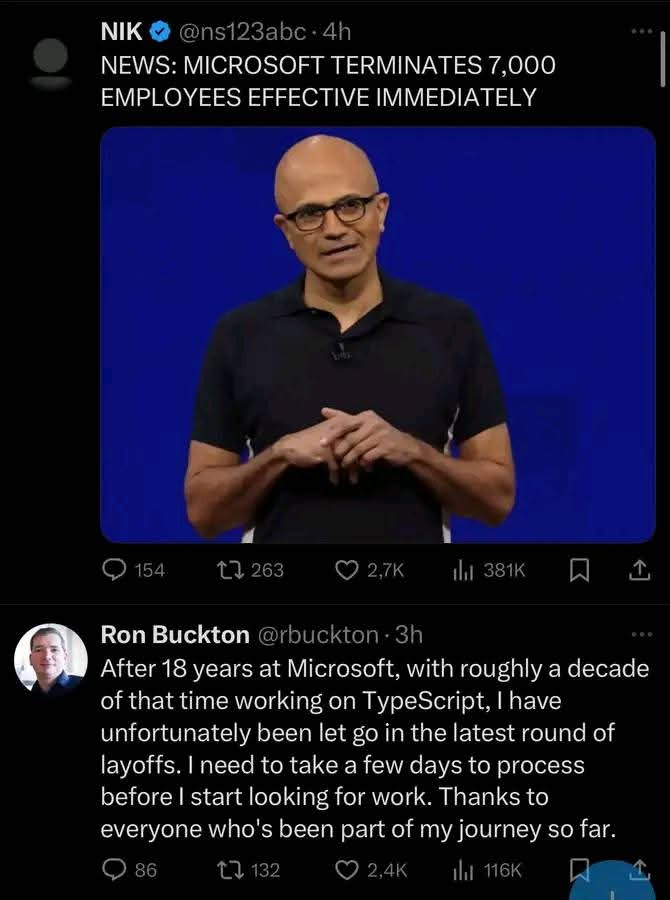 NIK @ns123abc · 4h
NEWS: MICROSOFT TERMINATES 7,000
EMPLOYEES EFFECTIVE IMMEDIATELY
154 263 2,7K 381K
Ron Buckton @rbuckton · 3h
After 18 years at Microsoft, with roughly a decade
of that time working on TypeScript, I have
unfortunately been let go in the latest round of
layoffs. I need to take a few days to process
before I start looking for work. Thanks to
everyone who's been part of my journey so far.
86 132 2,4K 116K